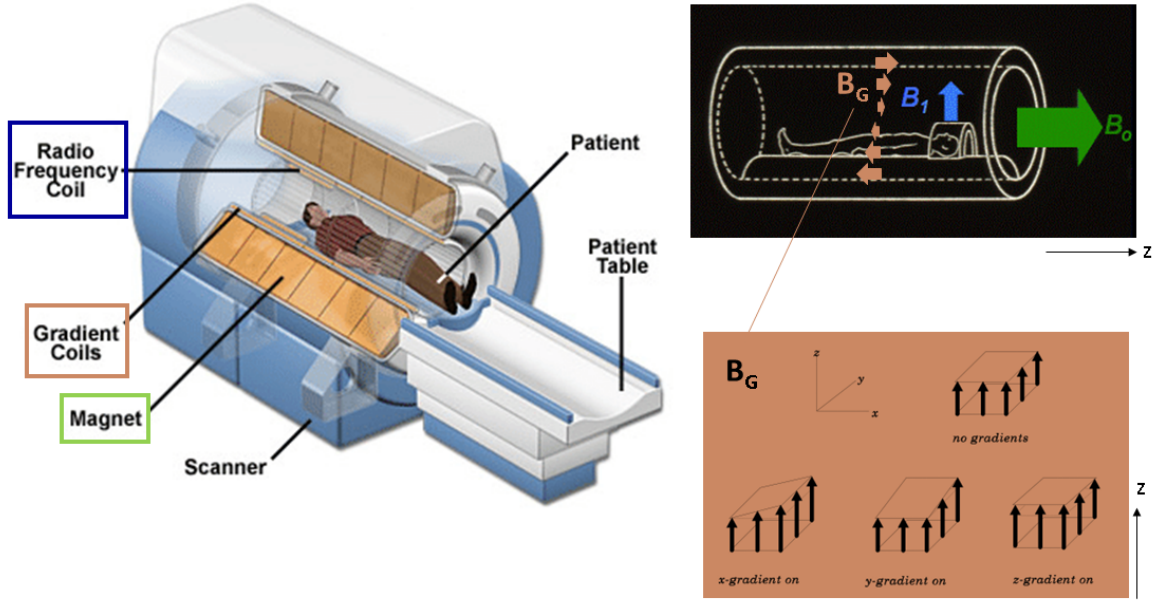 Radio
Frequency
Coil
Gradient
Coils
Magnet
Scanner
Patient
Patient
Table
B_G
B_1
B_o
z
B_G
z
y
x
no gradients
x-gradient on
y-gradient on
z-gradient on
z